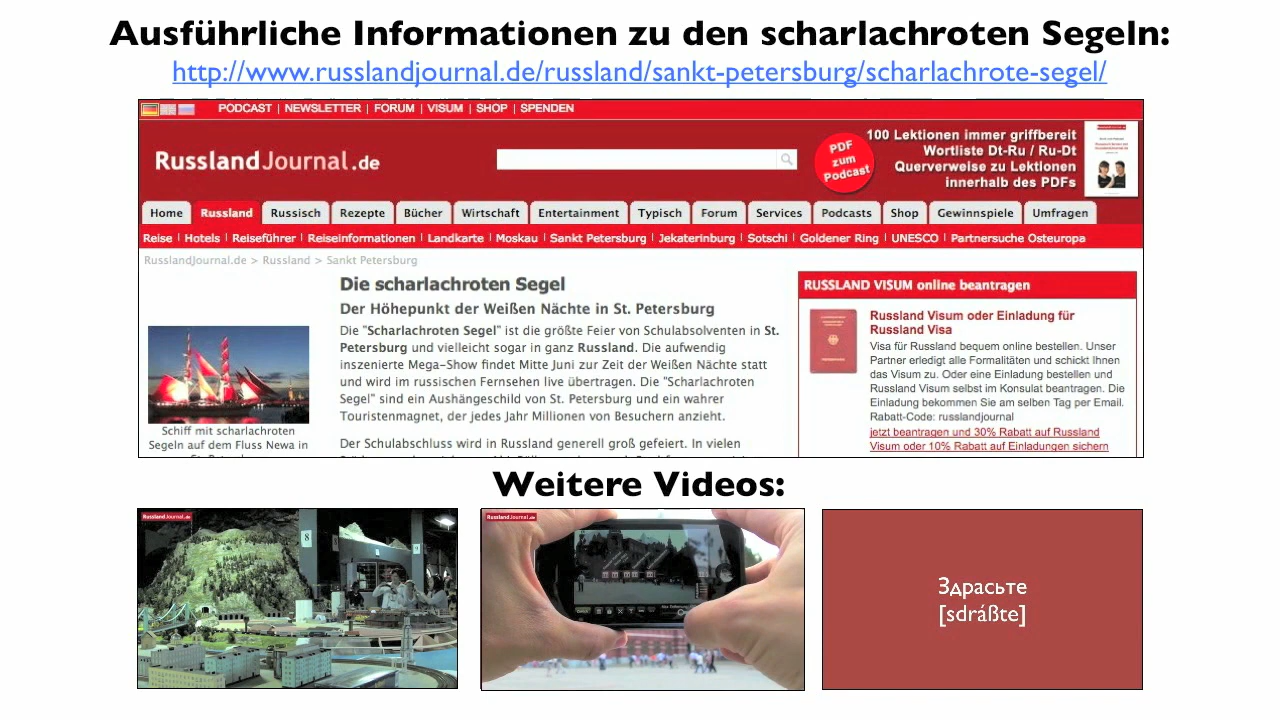 Ausführliche Informationen zu den scharlachroten Segeln:
http://www.russlandjournal.de/russland/sankt-petersburg/scharlachrote-segel/
PODCAST | NEWSLETTER | FORUM | VISUM | SHOP | SPENDEN
RusslandJournal.de
PDF
zum
Podcast
100 Lektionen immer griffbereit
Wortliste Dt-Ru / Ru-Dt
Querverweise zu Lektionen
innerhalb des PDFs
Home Russland Russisch Rezepte Bücher Wirtschaft Entertainment Typisch Forum Services Podcasts Shop Gewinnspiele Umfragen
Reise | Hotels | Reiseführer | Reiseinformationen | Landkarte | Moskau | Sankt Petersburg | Jekaterinburg | Sotschi | Goldener Ring | UNESCO | Partnersuche Osteuropa
RusslandJournal.de > Russland > Sankt Petersburg
Die scharlachroten Segel
Der Höhepunkt der Weißen Nächte in St. Petersburg
Die "Scharlachroten Segel" ist die größte Feier von Schulabsolventen in St.
Petersburg und vielleicht sogar in ganz Russland. Die aufwendig
inszenierte Mega-Show findet Mitte Juni zur Zeit der Weißen Nächte statt
und wird im russischen Fernsehen live übertragen. Die "Scharlachroten
Segel" sind ein Aushängeschild von St. Petersburg und ein wahrer
Touristenmagnet, der jedes Jahr Millionen von Besuchern anzieht.
Der Schulabschluss wird in Russland generell groß gefeiert. In vielen
Schiff mit scharlachroten
Segeln auf dem Fluss Newa in
RUSSLAND VISUM online beantragen
Russland Visum oder Einladung für
Russland Visa
Visa für Russland bequem online bestellen. Unser
Partner erledigt alle Formalitäten und schickt Ihnen
das Visum zu. Oder eine Einladung bestellen und
Russland Visum selbst im Konsulat beantragen. Die
Einladung bekommen Sie am selben Tag per Email.
Rabatt-Code: russlandjournal
jetzt beantragen und 30% Rabatt auf Russland
Visum oder 10% Rabatt auf Einladungen sichern
Weitere Videos:
RusslandJournal.de
8
9
RusslandJournal.de
Здрасьте
[sdráßte]